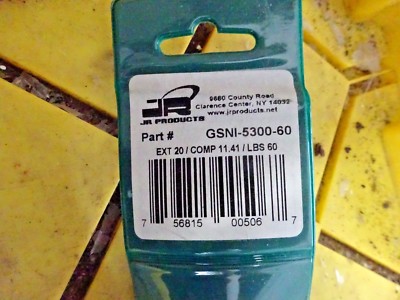 JR
JR PRODUCTS
9680 County Road
Clarence Center, NY 14032
www.jrproducts.net
Part # GSNI-5300-60
EXT 20 / COMP 11.41 / LBS 60
7 56815 00506 7